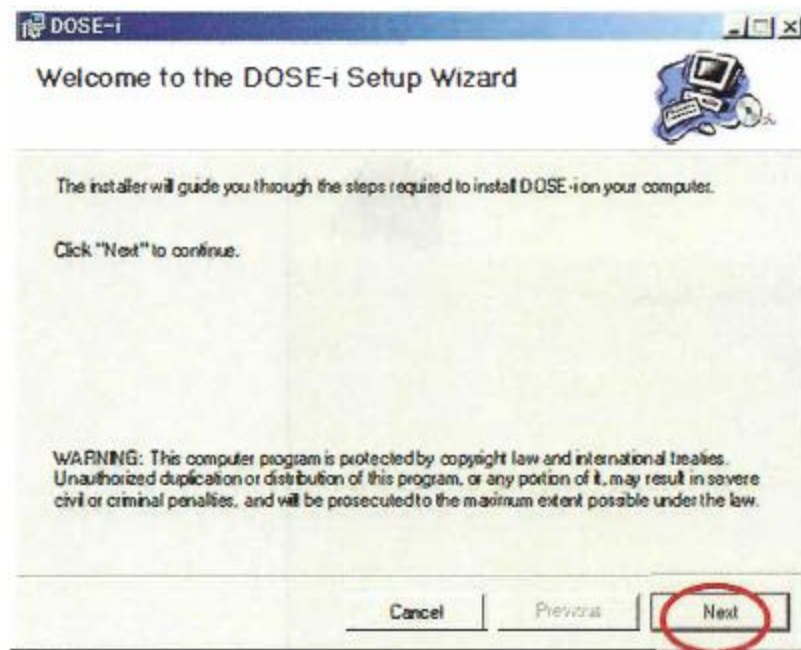 DOSE-i
Welcome to the DOSE-i Setup Wizard
The installer will guide you through the steps required to install DOSE-i on your computer.
Click "Next" to continue.
WARNING: This computer program is protected by copyright law and international treaties.
Unauthorized duplication or distribution of this program, or any portion of it, may result in severe
civil or criminal penalties, and will be prosecuted to the maximum extent possible under the law.
Cancel Previous Next